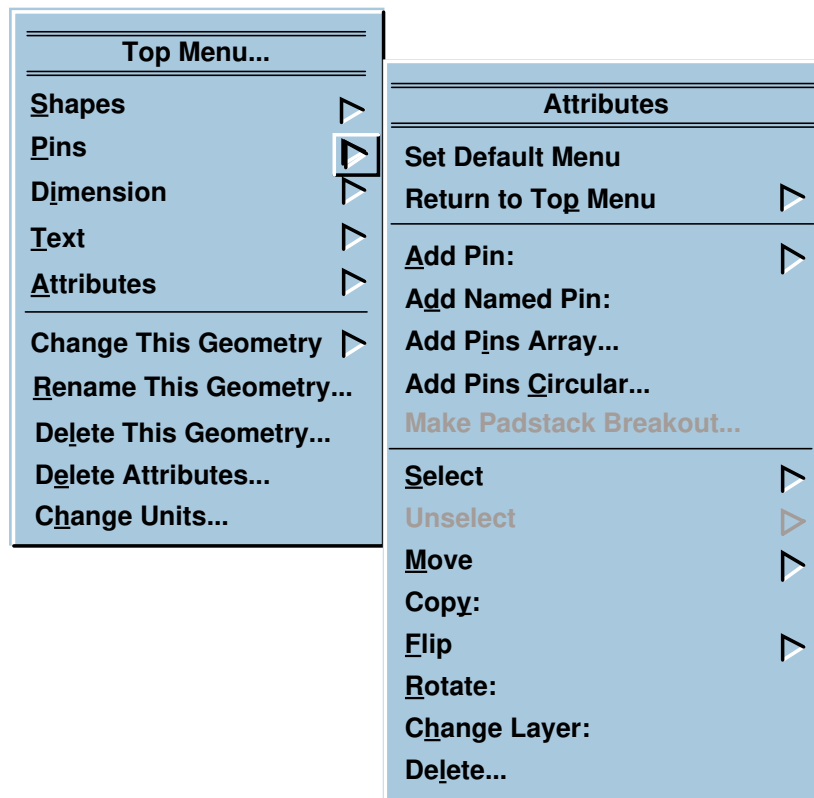 Top Menu...
Shapes
Pins
Dimension
Text
Attributes
Change This Geometry
Rename This Geometry...
Delete This Geometry...
Delete Attributes...
Change Units...
Attributes
Set Default Menu
Return to Top Menu
Add Pin:
Add Named Pin:
Add Pins Array...
Add Pins Circular...
Make Padstack Breakout...
Select
Unselect
Move
Copy:
Flip
Rotate:
Change Layer:
Delete...